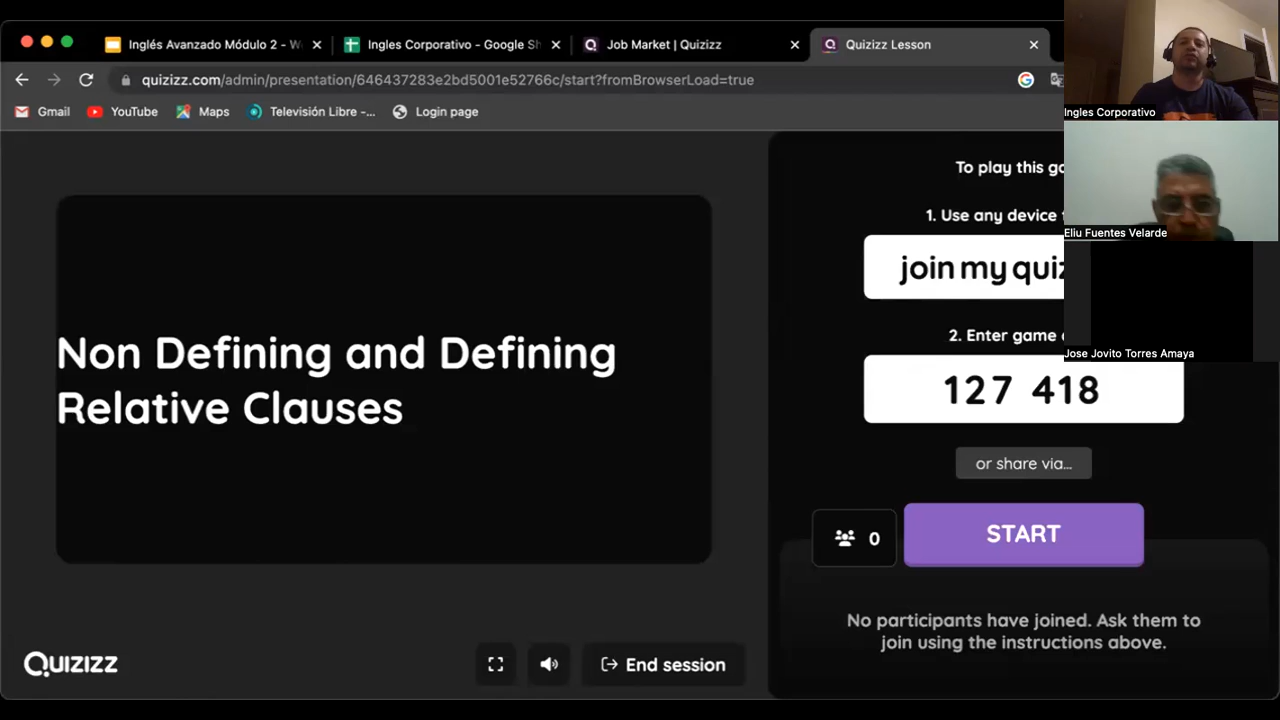 Inglés Avanzado Módulo 2 - W
Ingles Corporativo - Google Sh
Job Market | Quizizz
Quizizz Lesson
quizizz.com/admin/presentation/646437283e2bd5001e52766c/start?fromBrowserLoad=true
Gmail
YouTube
Maps
Televisión Libre -...
Login page
Ingles Corporativo
Eliu Fuentes Velarde
Jose Jovito Torres Amaya
Non Defining and Defining
Relative Clauses
To play this ga
1. Use any device t
join my quiz
2. Enter game
127 418
or share via...
0
START
No participants have joined. Ask them to
join using the instructions above.
Quizizz
End session